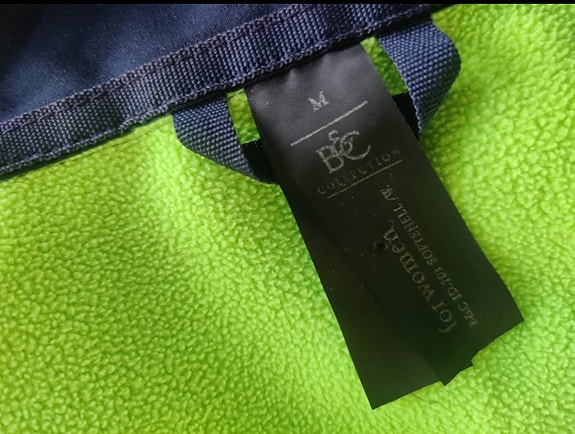 M
B&C
COLLECTION
for women
B&C ID.701 SOFTSHELL /W.